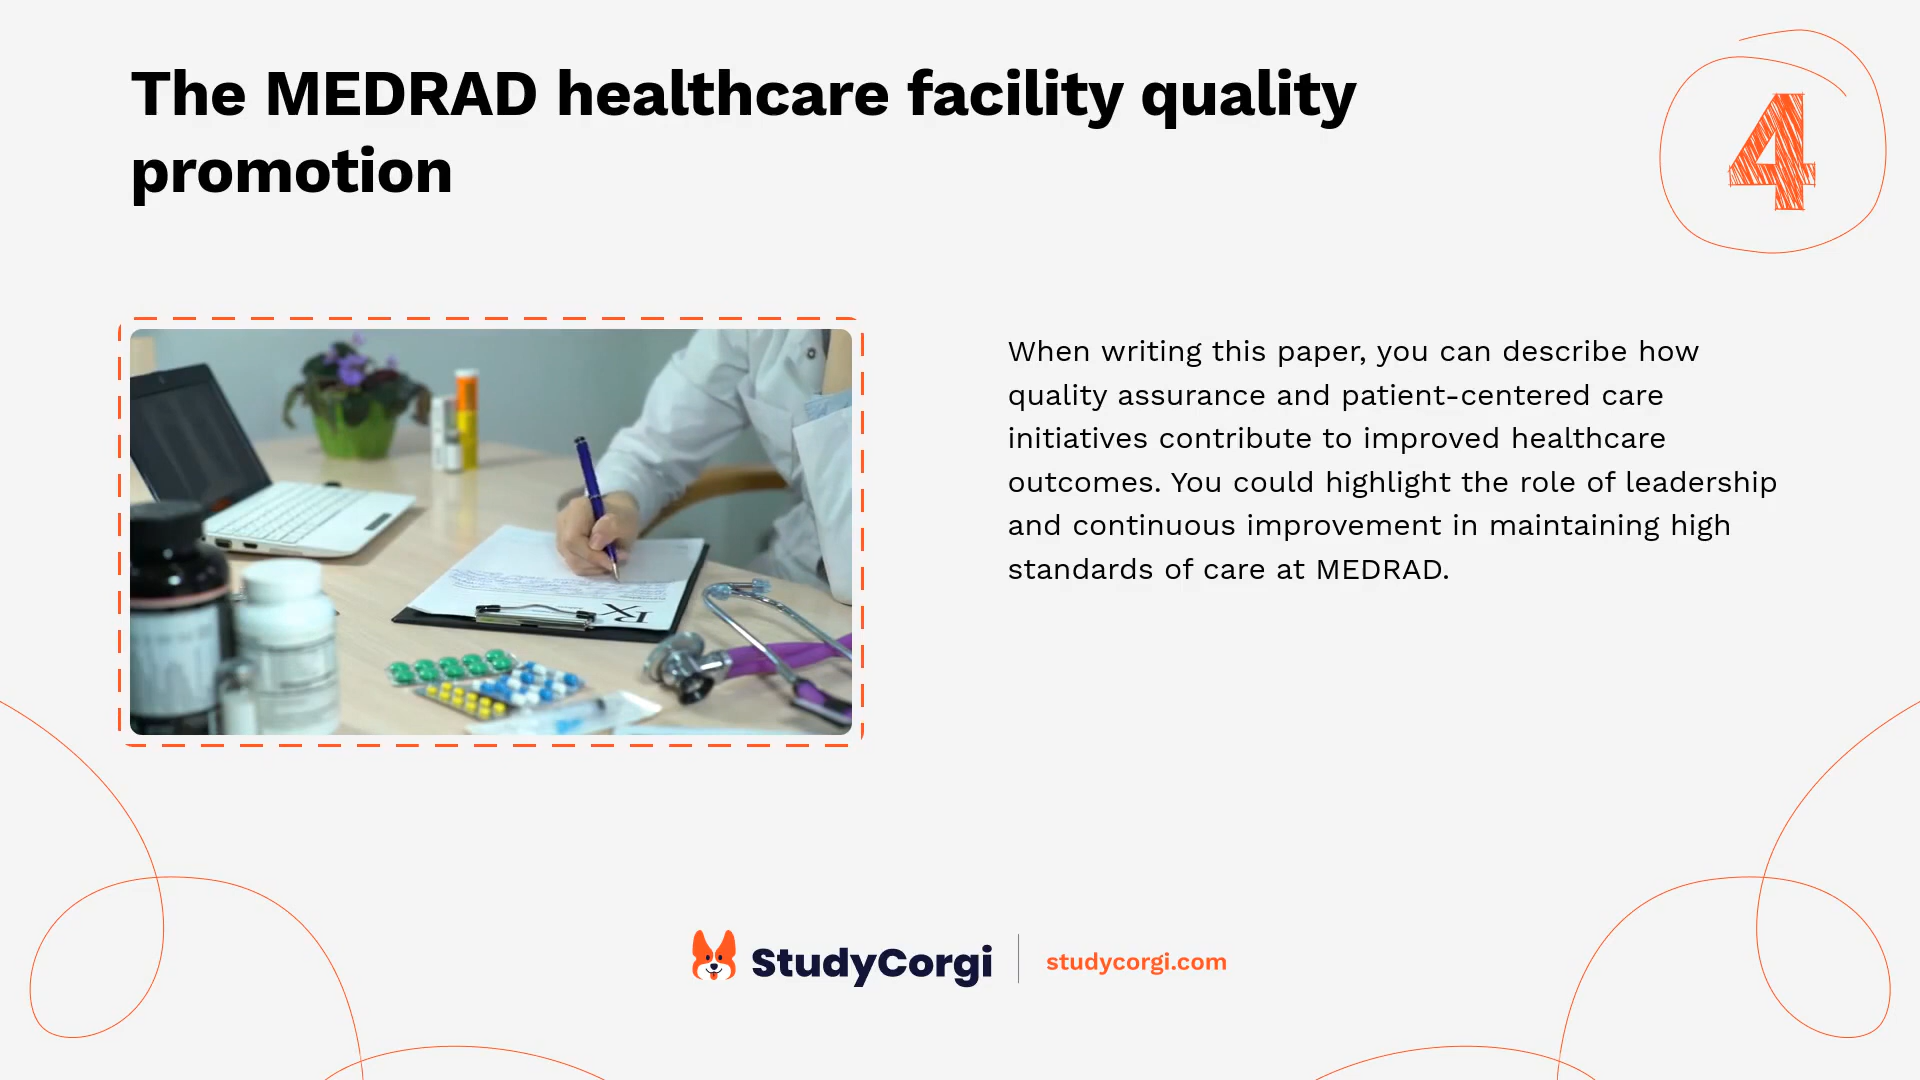 The MEDRAD healthcare facility quality
promotion
4
When writing this paper, you can describe how
quality assurance and patient-centered care
initiatives contribute to improved healthcare
outcomes. You could highlight the role of leadership
and continuous improvement in maintaining high
standards of care at MEDRAD.
Rx
StudyCorgi
studycorgi.com